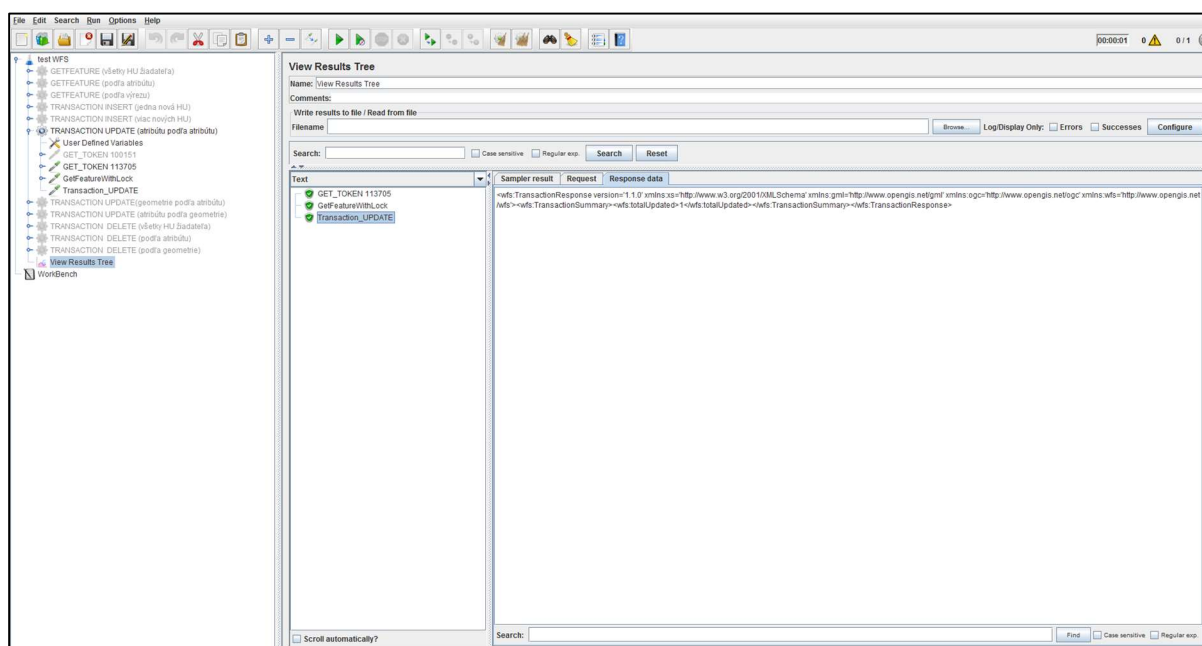 File Edit Search Run Options Help
00:00:01 0 0/1
test WFS
GETFEATURE (všetky HU žiadateľa)
GETFEATURE (podľa atribútu)
GETFEATURE (podľa výrezu)
TRANSACTION INSERT (jedna nová HU)
TRANSACTION INSERT (viac nových HU)
TRANSACTION UPDATE (atribútu podľa atribútu)
User Defined Variables
GET_TOKEN 100151
GET_TOKEN 113705
GetFeatureWithLock
Transaction_UPDATE
TRANSACTION UPDATE(geometrie podľa atribútu)
TRANSACTION UPDATE (atribútu podľa geometrie)
TRANSACTION DELETE (všetky HU žiadateľa)
TRANSACTION DELETE (podľa atribútu)
TRANSACTION DELETE (podľa geometrie)
View Results Tree
WorkBench
View Results Tree
Name: View Results Tree
Comments:
Write results to file / Read from file
Filename Browse... Log/Display Only: Errors Successes Configure
Search: Case sensitive Regular exp. Search Reset
Text
GET_TOKEN 113705
GetFeatureWithLock
Transaction_UPDATE
Scroll automatically?
Sampler result Request Response data
<wfs:TransactionResponse version='1.1.0' xmlns:xs='http://www.w3.org/2001/XMLSchema' xmlns:gml='http://www.opengis.net/gml' xmlns:ogc='http://www.opengis.net/ogc' xmlns:wfs='http://www.opengis.net
/wfs'><wfs:TransactionSummary><wfs:totalUpdated>1</wfs:totalUpdated></wfs:TransactionSummary></wfs:TransactionResponse>
Search: Find Case sensitive Regular exp.